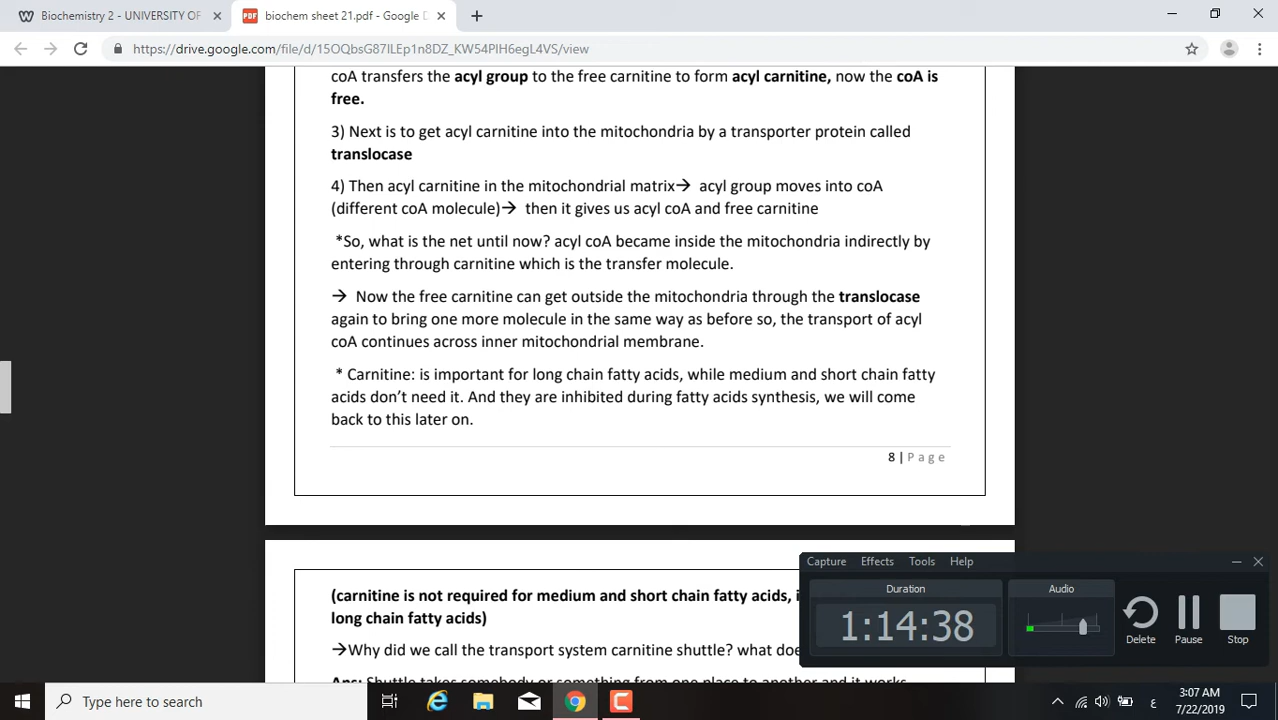 Biochemistry 2 - UNIVERSITY OF
biochem sheet 21.pdf - Google D
https://drive.google.com/file/d/15OQbsG87ILEp1n8DZ_KW54PlH6egL4VS/view
coA transfers the acyl group to the free carnitine to form acyl carnitine, now the coA is
free.
3) Next is to get acyl carnitine into the mitochondria by a transporter protein called
translocase
4) Then acyl carnitine in the mitochondrial matrix→ acyl group moves into coA
(different coA molecule)→ then it gives us acyl coA and free carnitine
*So, what is the net until now? acyl coA became inside the mitochondria indirectly by
entering through carnitine which is the transfer molecule.
→ Now the free carnitine can get outside the mitochondria through the translocase
again to bring one more molecule in the same way as before so, the transport of acyl
coA continues across inner mitochondrial membrane.
* Carnitine: is important for long chain fatty acids, while medium and short chain fatty
acids don't need it. And they are inhibited during fatty acids synthesis, we will come
back to this later on.
8 | Page
(carnitine is not required for medium and short chain fatty acids, i
long chain fatty acids)
→Why did we call the transport system carnitine shuttle? what doe
Ans: Shuttle takes somebody or something from one place to another and it works
Capture Effects Tools Help
Duration
Audio
1:14:38
Delete
Pause
Stop
Type here to search
ع
3:07 AM
7/22/2019